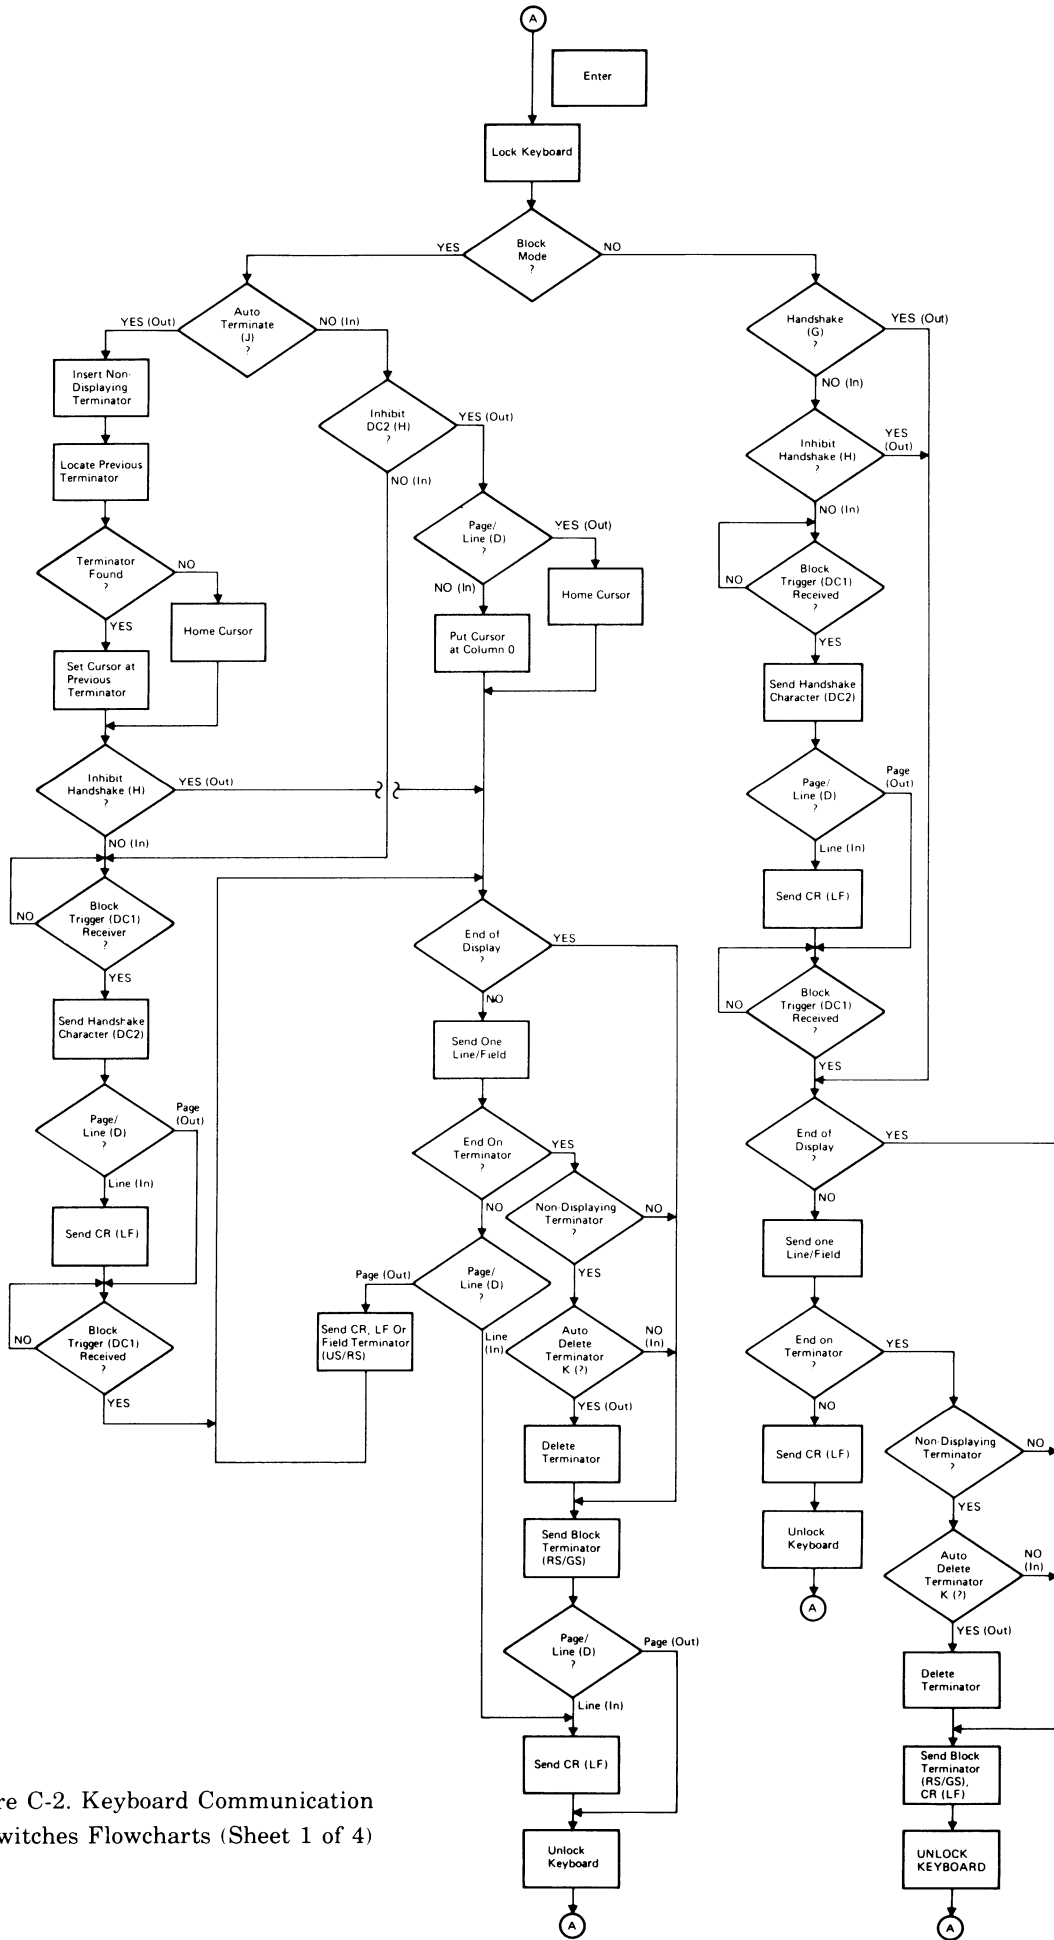 A
Enter
Lock Keyboard
Block
Mode
?
YES
NO
Auto
Terminate
(J)
?
YES (Out)
NO (In)
Insert Non-
Displaying
Terminator
Locate Previous
Terminator
Terminator
Found
?
NO
YES
Home Cursor
Set Cursor at
Previous
Terminator
Inhibit
Handshake (H)
?
YES (Out)
NO (In)
Block
Trigger (DC1)
Receiver
?
NO
YES
Send Handshake
Character (DC2)
Page/
Line (D)
?
Page
(Out)
Line (In)
Send CR (LF)
Block
Trigger (DC1)
Received
?
NO
YES
Inhibit
DC2 (H)
?
YES (Out)
NO (In)
Page/
Line (D)
?
YES (Out)
NO (In)
Home Cursor
Put Cursor
at Column 0
End of
Display
?
YES
NO
Send One
Line/Field
End On
Terminator
?
YES
NO
Non-Displaying
Terminator
?
NO
YES
Page/
Line (D)
?
Page (Out)
Line
(In)
Send CR, LF Or
Field Terminator
(US/RS)
Auto
Delete
Terminator
K (?)
NO
(In)
YES (Out)
Delete
Terminator
Send Block
Terminator
(RS/GS)
Page/
Line (D)
?
Page (Out)
Line (In)
Send CR (LF)
Unlock
Keyboard
A
Handshake
(G)
?
YES (Out)
NO (In)
Inhibit
Handshake (H)
?
YES
(Out)
NO (In)
Block
Trigger (DC1)
Received
?
NO
YES
Send Handshake
Character (DC2)
Page/
Line (D)
?
Page
(Out)
Line (In)
Send CR (LF)
Block
Trigger (DC1)
Received
?
NO
YES
End of
Display
?
YES
NO
Send one
Line/Field
End on
Terminator
?
YES
NO
Send CR (LF)
Unlock
Keyboard
A
Non-Displaying
Terminator
?
NO
YES
Auto
Delete
Terminator
K (?)
NO
(In)
YES (Out)
Delete
Terminator
Send Block
Terminator
(RS/GS),
CR (LF)
UNLOCK
KEYBOARD
A
re C-2. Keyboard Communication
witches Flowcharts (Sheet 1 of 4)